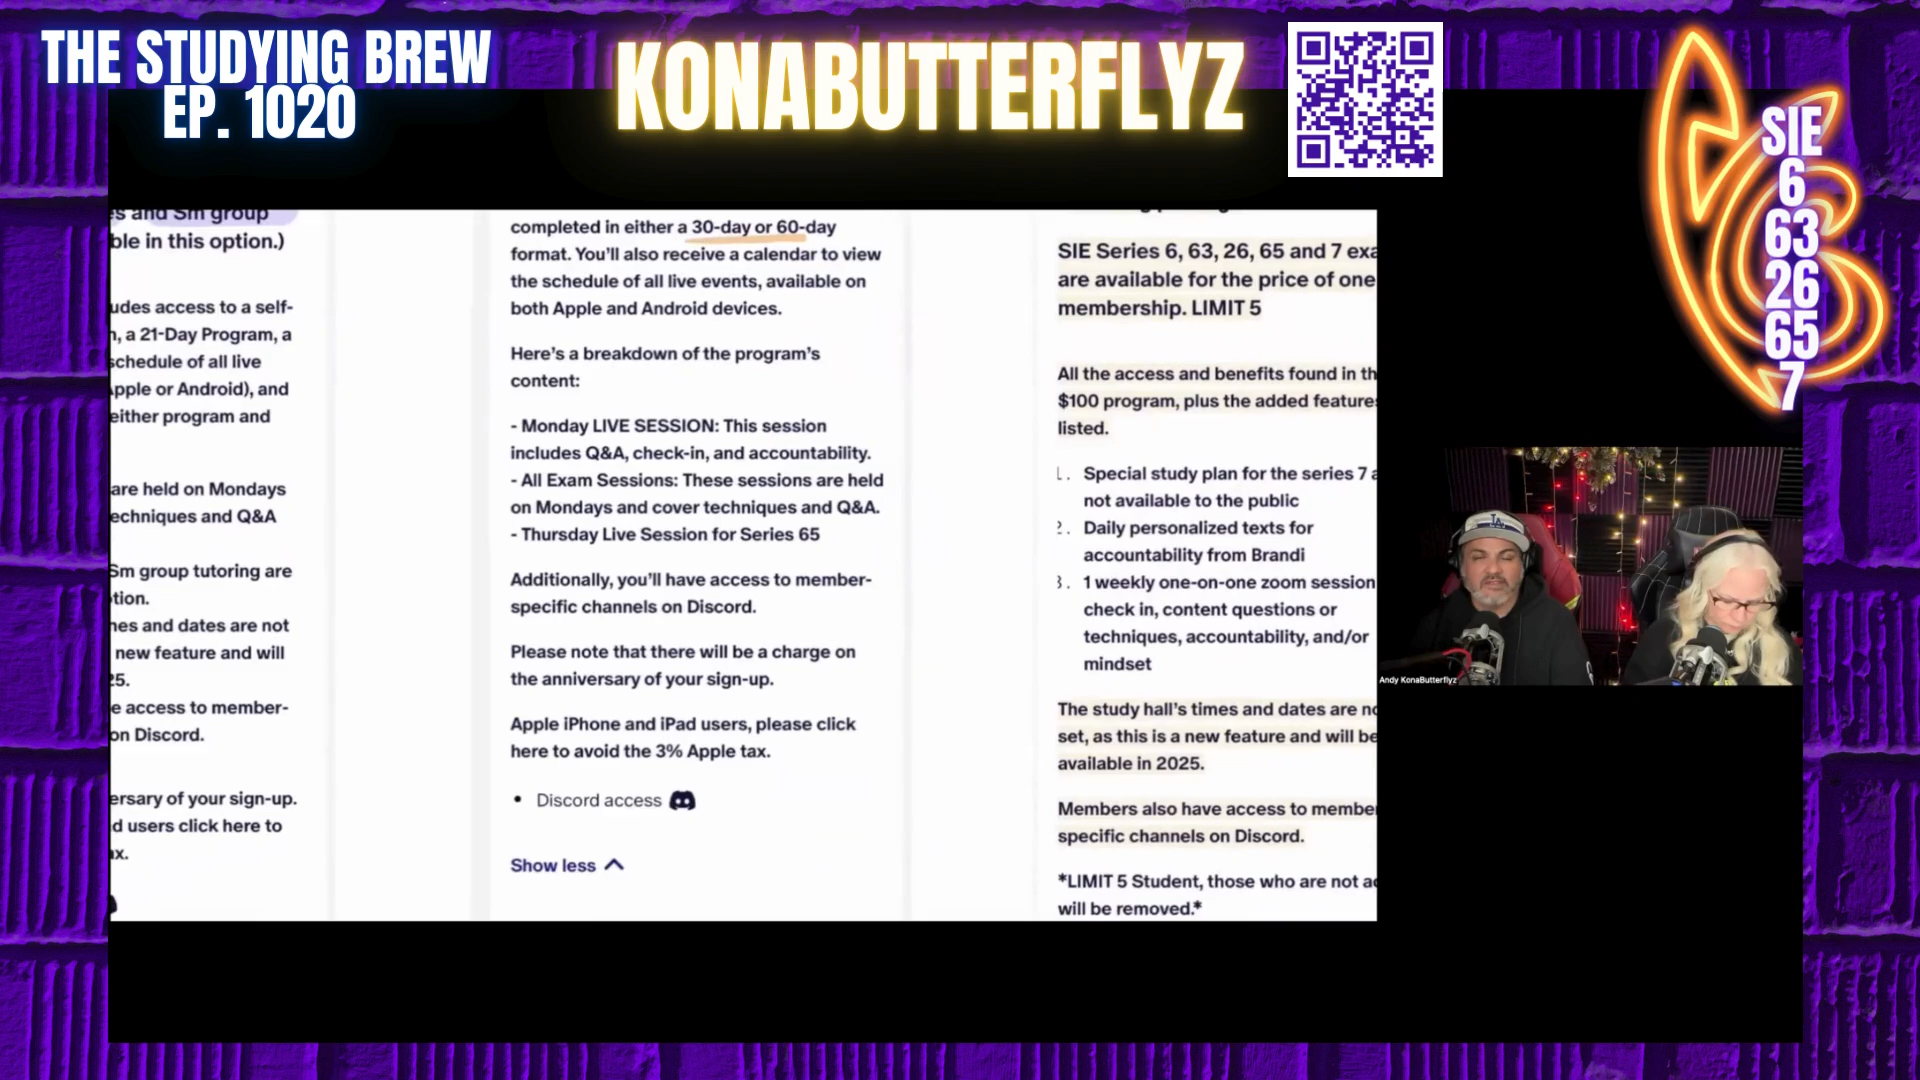 THE STUDYING BREW
EP. 1020
KONABUTTERFLYZ
SIE
6
63
26
65
7
and Sm group
in this option.)
access to a self-
a 21-Day Program, a
of all live
or Android), and
either program and
are held on Mondays
and Q&A
Sm group tutoring are
and dates are not
new feature and will
access to member-
on Discord.
of your sign-up.
users click here to
completed in either a 30-day or 60-day
format. You'll also receive a calendar to view
the schedule of all live events, available on
both Apple and Android devices.
Here's a breakdown of the program's
content:
- Monday LIVE SESSION: This session
includes Q&A, check-in, and accountability.
- All Exam Sessions: These sessions are held
on Mondays and cover techniques and Q&A.
- Thursday Live Session for Series 65
Additionally, you'll have access to member-
specific channels on Discord.
Please note that there will be a charge on
the anniversary of your sign-up.
Apple iPhone and iPad users, please click
here to avoid the 3% Apple tax.
• Discord access
Show less
SIE Series 6, 63, 26, 65 and 7
are available for the price of one
membership. LIMIT 5
All the access and benefits found in
$100 program, plus the added
listed.
1. Special study plan for the series 7
not available to the public
2. Daily personalized texts for
accountability from Brandi
3. 1 weekly one-on-one zoom session
check in, content questions or
techniques, accountability, and/or
mindset
The study hall's times and dates are
set, as this is a new feature and will be
available in 2025.
Members also have access to
specific channels on Discord.
*LIMIT 5 Student, those who are not
will be removed.*
Andy KonaButterflyz